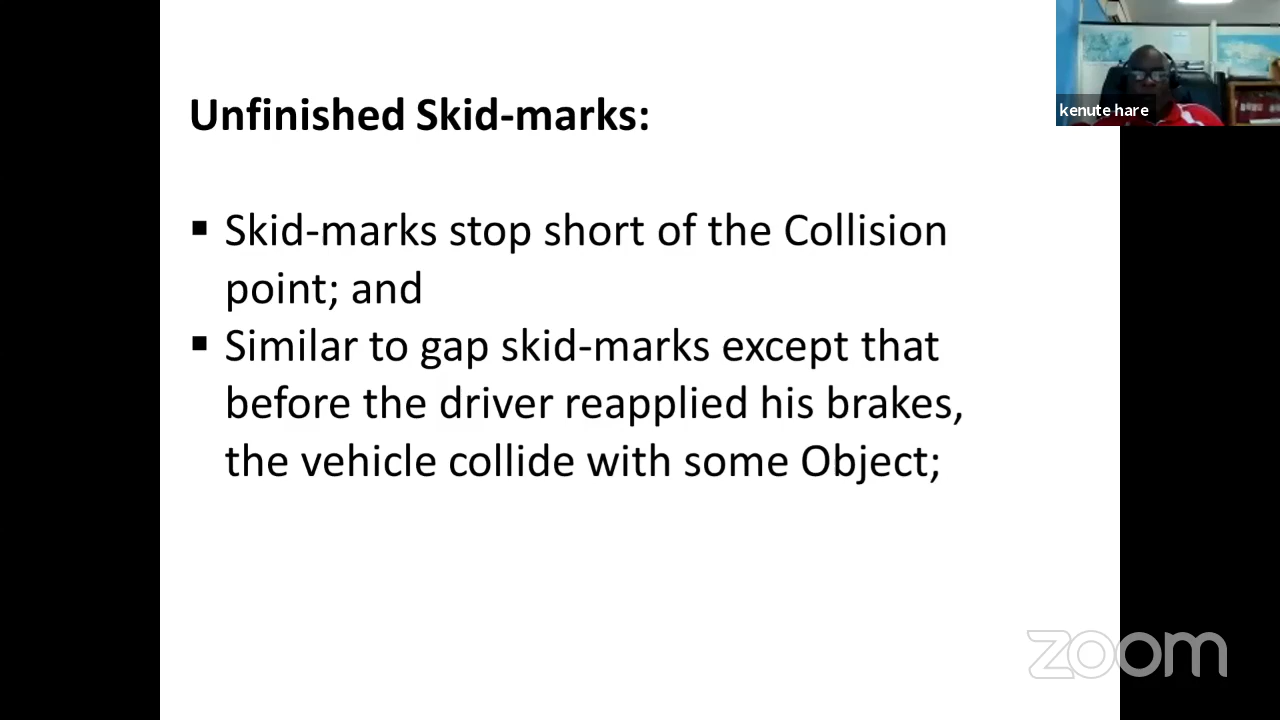 kenute hare
Unfinished Skid-marks:
▪ Skid-marks stop short of the Collision
point; and
▪ Similar to gap skid-marks except that
before the driver reapplied his brakes,
the vehicle collide with some Object;
zoom